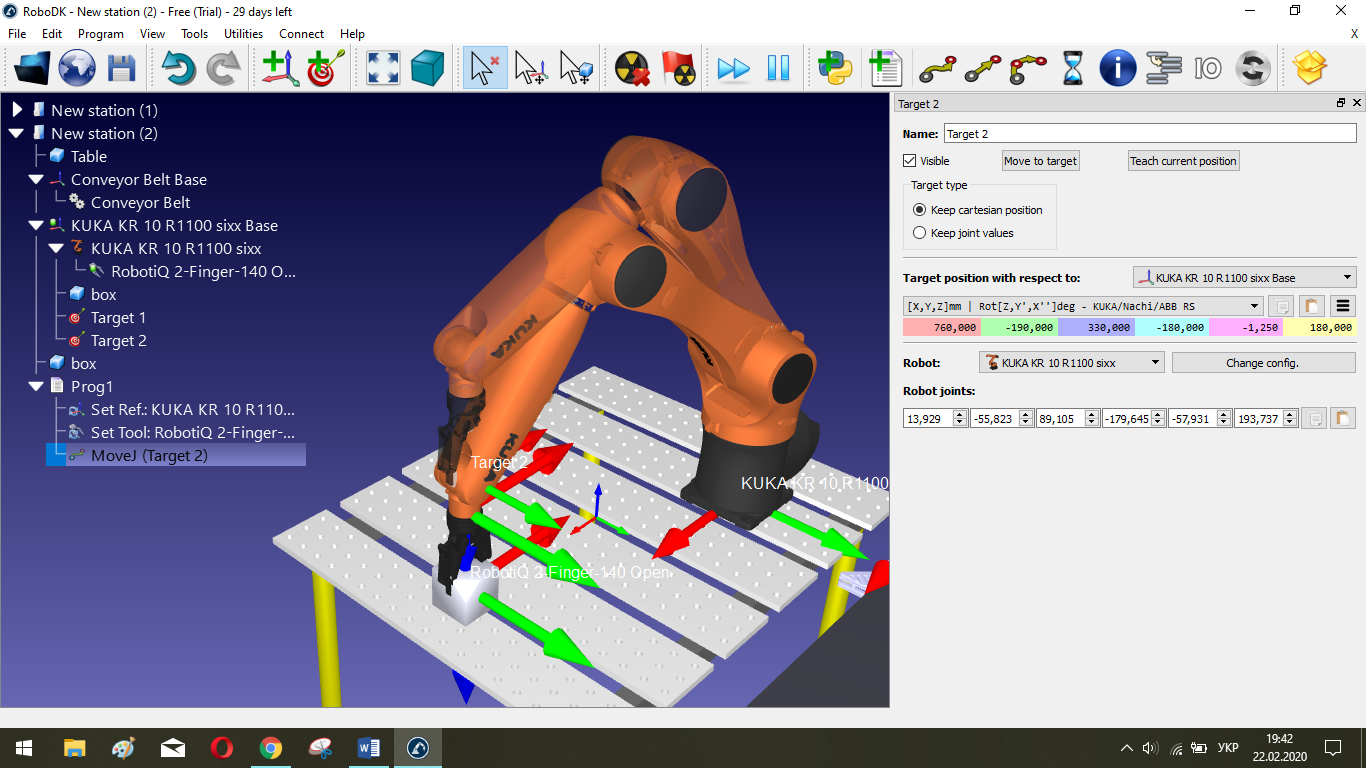 RoboDK - New station (2) - Free (Trial) - 29 days left
File Edit Program View Tools Utilities Connect Help X
New station (1)
New station (2)
Table
Conveyor Belt Base
Conveyor Belt
KUKA KR 10 R1100 sixx Base
KUKA KR 10 R1100 sixx
RobotiQ 2-Finger-140 O...
box
Target 1
Target 2
box
Prog1
Set Ref.: KUKA KR 10 R110...
Set Tool: RobotiQ 2-Finger-...
MoveJ (Target 2)
KUKA
KUKA
Target 2
KUKA KR 10 R1100
RobotiQ 2-Finger-140 Open
Target 2
Name: Target 2
Visible Move to target Teach current position
Target type
Keep cartesian position
Keep joint values
Target position with respect to: KUKA KR 10 R1100 sixx Base
[X,Y,Z]mm | Rot[Z,Y',X'']deg - KUKA/Nachi/ABB RS
760,000 -190,000 330,000 -180,000 -1,250 180,000
Robot: KUKA KR 10 R1100 sixx Change config.
Robot joints:
13,929 -55,823 89,105 -179,645 -57,931 193,737
УКР
19:42
22.02.2020